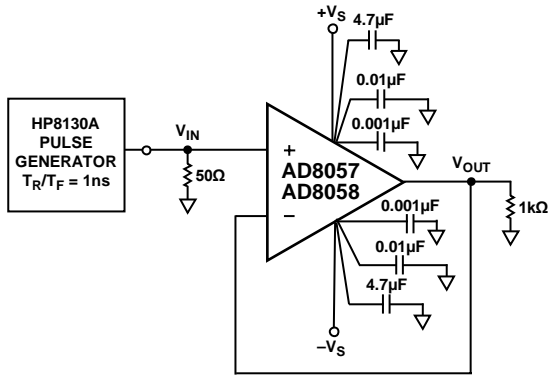 +VS
4.7µF
0.01µF
0.001µF
HP8130A
PULSE
GENERATOR
TR/TF = 1ns
VIN
50Ω
+
AD8057
AD8058
−
VOUT
1kΩ
0.001µF
0.01µF
4.7µF
−VS